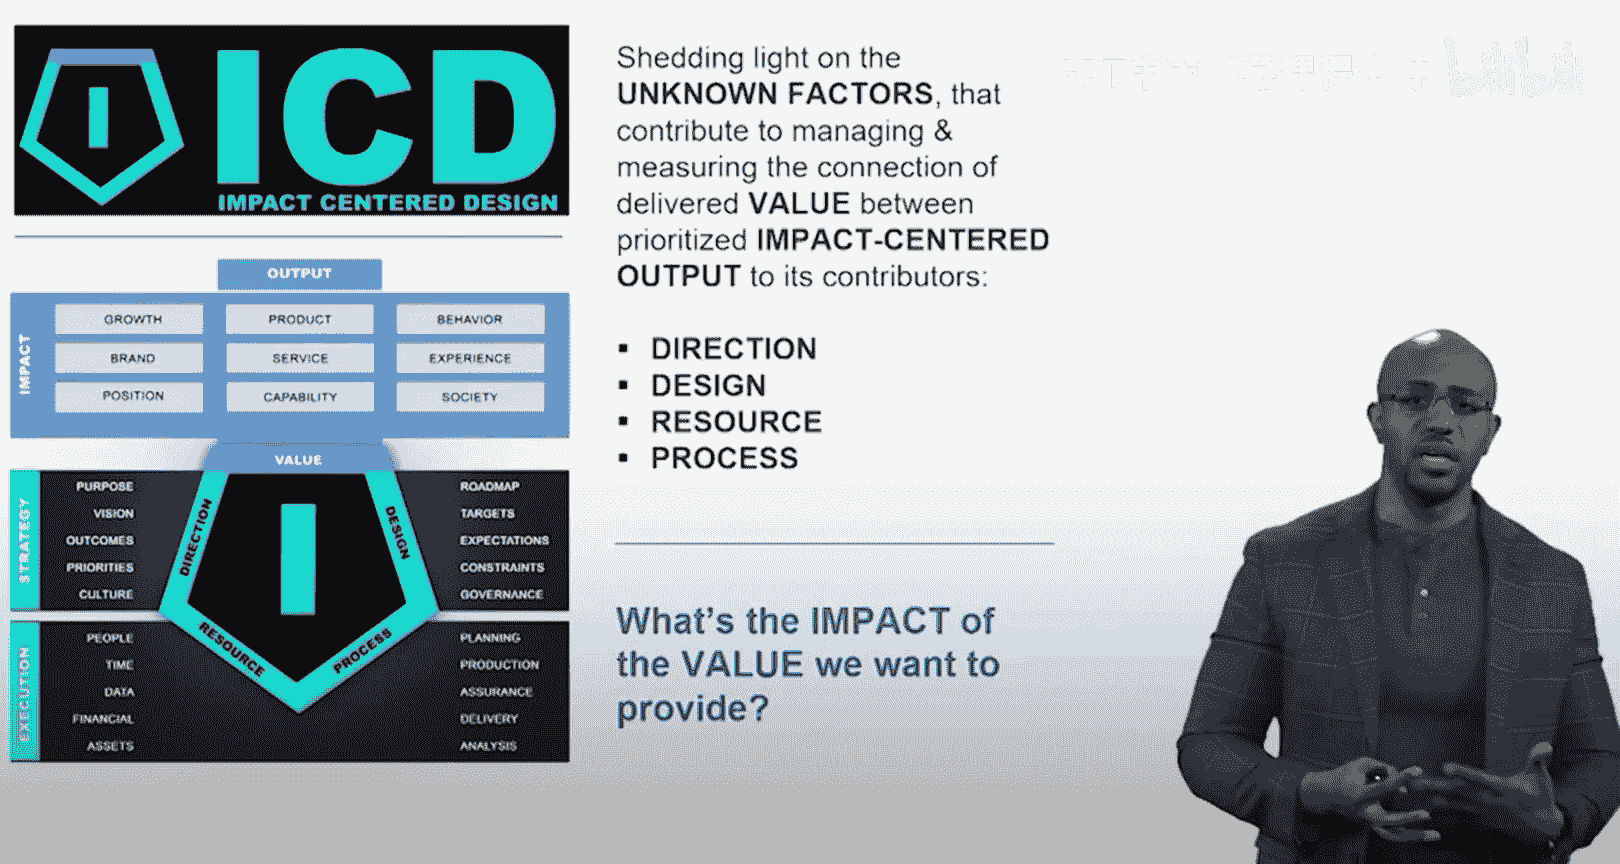 I
ICD
IMPACT CENTERED DESIGN
OUTPUT
IMPACT
GROWTH
PRODUCT
BEHAVIOR
BRAND
SERVICE
EXPERIENCE
POSITION
CAPABILITY
SOCIETY
VALUE
STRATEGY
PURPOSE
VISION
OUTCOMES
PRIORITIES
CULTURE
DIRECTION
I
DESIGN
ROADMAP
TARGETS
EXPECTATIONS
CONSTRAINTS
GOVERNANCE
EXECUTION
PEOPLE
TIME
DATA
FINANCIAL
ASSETS
RESOURCE
PROCESS
PLANNING
PRODUCTION
ASSURANCE
DELIVERY
ANALYSIS
Shedding light on the
UNKNOWN FACTORS, that
contribute to managing &
measuring the connection of
delivered VALUE between
prioritized IMPACT-CENTERED
OUTPUT to its contributors:
▪ DIRECTION
▪ DESIGN
▪ RESOURCE
▪ PROCESS
What's the IMPACT of
the VALUE we want to
provide?